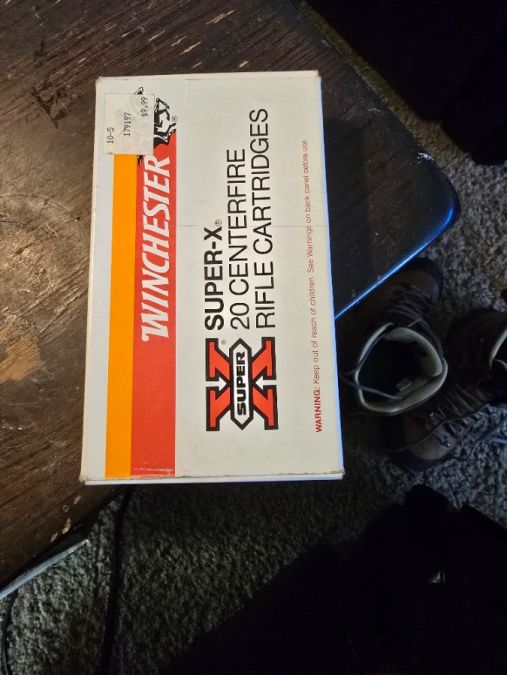 10-5 179197 $9.99
WINCHESTER®
SUPER-X®
20 CENTERFIRE
RIFLE CARTRIDGES
X®
SUPER
WARNING: Keep out of reach of children. See Warnings on back panel before use